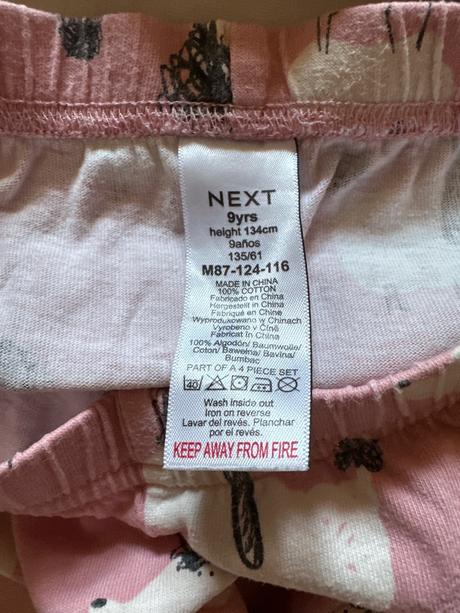 NEXT
9yrs
height 134cm
9años
135/61
M87-124-116
MADE IN CHINA
100% COTTON
Fabricado en China
Hergestellt in China
Fabriqué en China
Wyprodukowano w Chinach
Vyrobeno v Číně
Fabricat în China
100% Algodón/ Baumwolle/
Coton/ Bawełna/ Bavlna/
Bumbac
PART OF A 4 PIECE SET
40
Wash inside out
Iron on reverse
Lavar del revés. Planchar
por el revés.
KEEP AWAY FROM FIRE